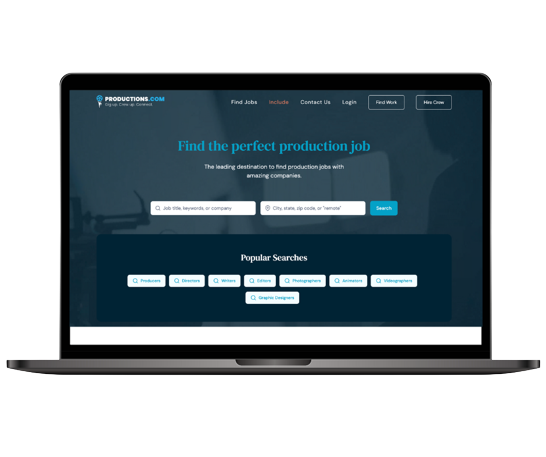 PRODUCTIONS.COM
Sign up. Crew up. Connect.
Find Jobs
Include
Contact Us
Login
Find Work
Hire Crew
Find the perfect production job
The leading destination to find production jobs with
amazing companies.
Job title, keywords, or company
City, state, zip code, or "remote"
Search
Popular Searches
Producers
Directors
Writers
Editors
Photographers
Animators
Videographers
Graphic Designers